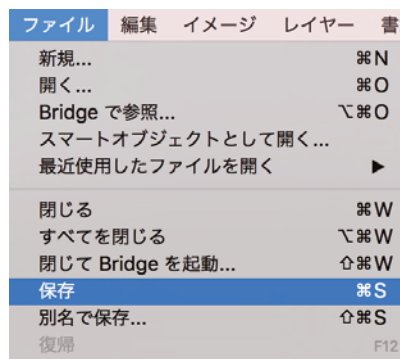 ファイル 編集 イメージ レイヤー 書
新規... ⌘N
開く... ⌘O
Bridge で参照... ⌥⌘O
スマートオブジェクトとして開く...
最近使用したファイルを開く ▶
閉じる ⌘W
すべてを閉じる ⌥⌘W
閉じて Bridge を起動... ⇧⌘W
保存 ⌘S
別名で保存... ⇧⌘S
復帰 F12